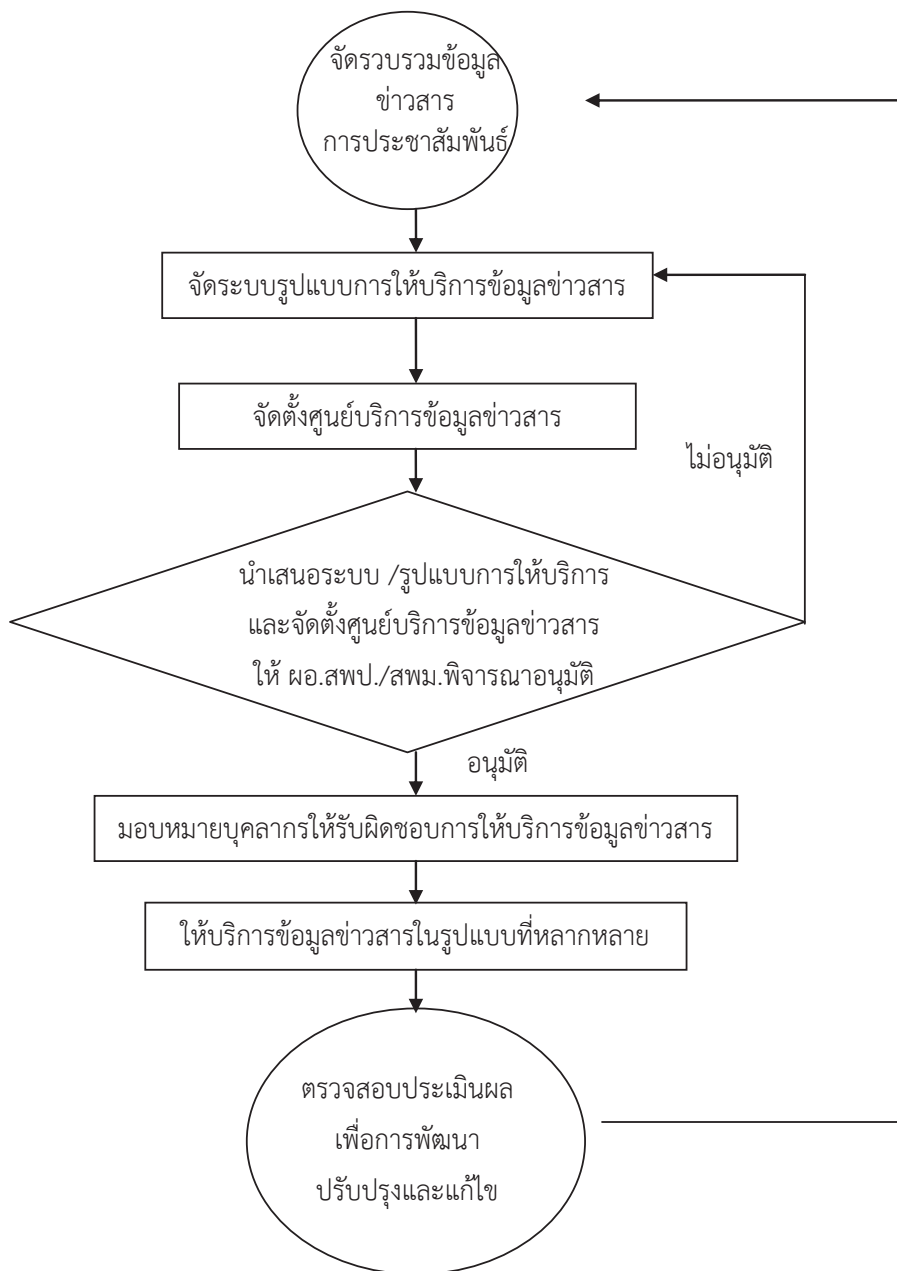 จัดรวบรวมข้อมูล
ข่าวสาร
การประชาสัมพันธ์
จัดระบบรูปแบบการให้บริการข้อมูลข่าวสาร
จัดตั้งศูนย์บริการข้อมูลข่าวสาร
ไม่อนุมัติ
นำเสนอระบบ /รูปแบบการให้บริการ
และจัดตั้งศูนย์บริการข้อมูลข่าวสาร
ให้ ผอ.สพป./สพม.พิจารณาอนุมัติ
อนุมัติ
มอบหมายบุคลากรให้รับผิดชอบการให้บริการข้อมูลข่าวสาร
ให้บริการข้อมูลข่าวสารในรูปแบบที่หลากหลาย
ตรวจสอบประเมินผล
เพื่อการพัฒนา
ปรับปรุงและแก้ไข